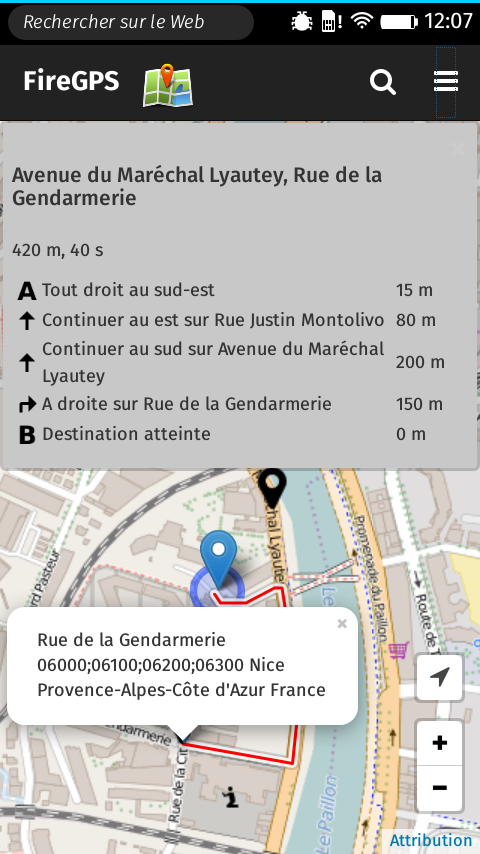 Rechercher sur le Web
12:07
FireGPS
×
Avenue du Maréchal Lyautey, Rue de la
Gendarmerie
420 m, 40 s
A Tout droit au sud-est 15 m
Continuer au est sur Rue Justin Montolivo 80 m
Continuer au sud sur Avenue du Maréchal
Lyautey 200 m
A droite sur Rue de la Gendarmerie 150 m
B Destination atteinte 0 m
hal Lyautey
Promenade du Paillon
ord Pasteur
Le
Route de T
×
Rue de la Gendarmerie
06000;06100;06200;06300 Nice
Provence-Alpes-Côte d'Azur France
endarmerie
Rue de la Cit
Le Paillon
+
−
Attribution